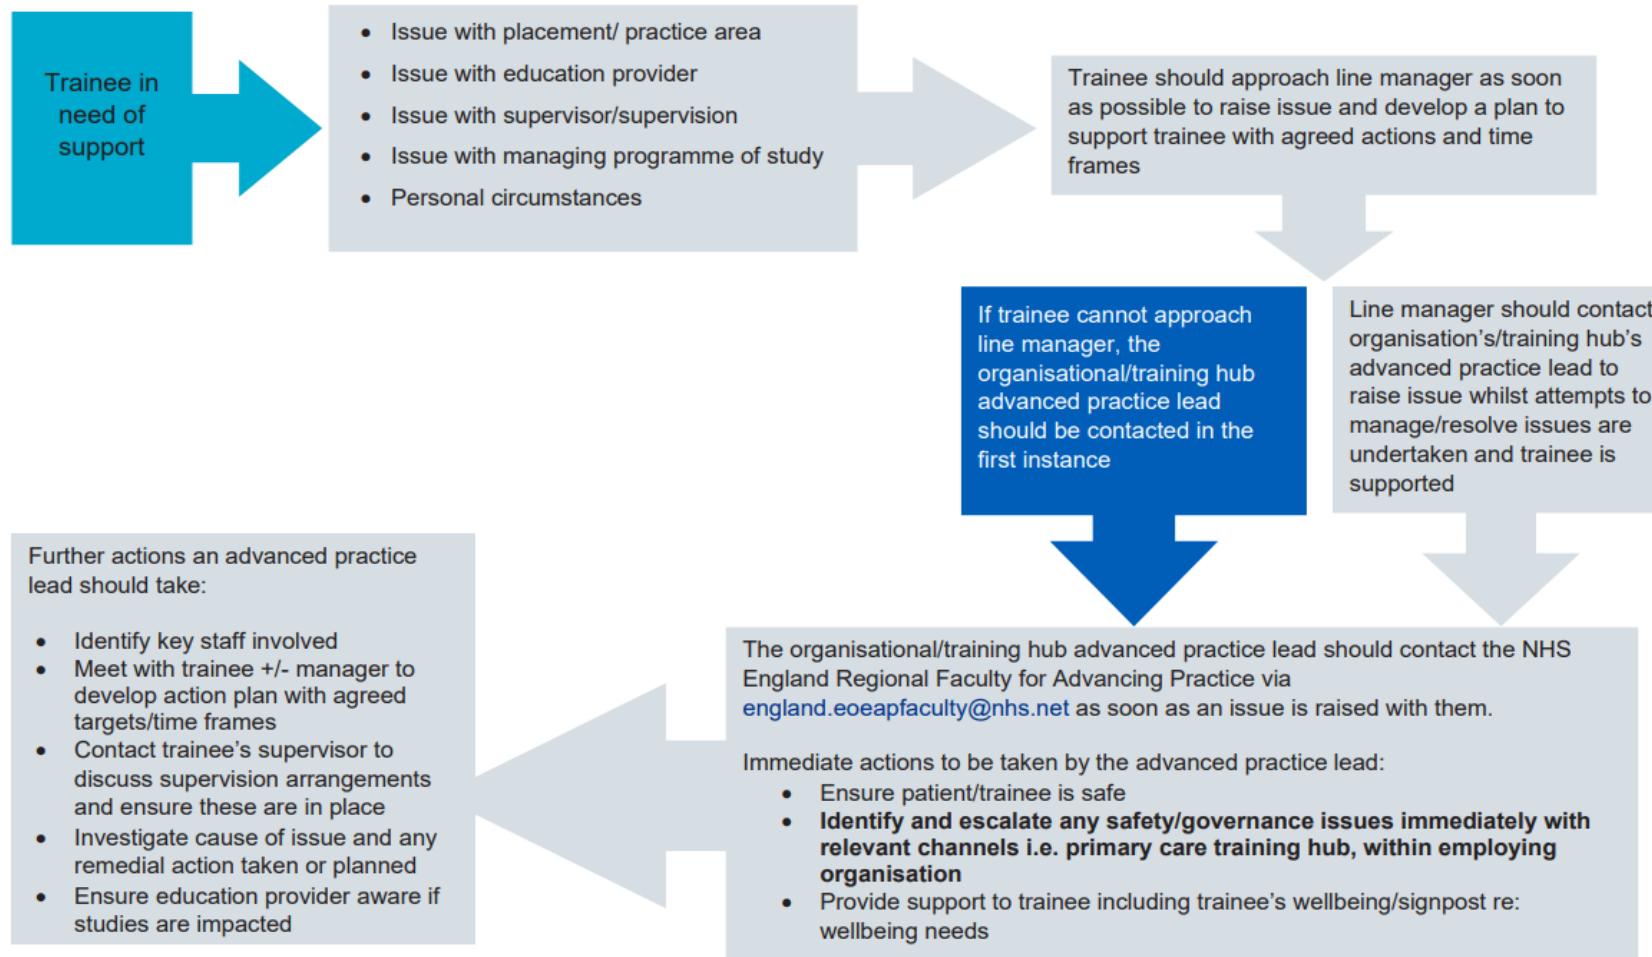 Trainee in
need of
support
• Issue with placement/ practice area
• Issue with education provider
• Issue with supervisor/supervision
• Issue with managing programme of study
• Personal circumstances
Trainee should approach line manager as soon
as possible to raise issue and develop a plan to
support trainee with agreed actions and time
frames
If trainee cannot approach
line manager, the
organisational/training hub
advanced practice lead
should be contacted in the
first instance
Line manager should contact
organisation’s/training hub’s
advanced practice lead to
raise issue whilst attempts to
manage/resolve issues are
undertaken and trainee is
supported
The organisational/training hub advanced practice lead should contact the NHS
England Regional Faculty for Advancing Practice via
england.eoeapfaculty@nhs.net as soon as an issue is raised with them.
Immediate actions to be taken by the advanced practice lead:
• Ensure patient/trainee is safe
• Identify and escalate any safety/governance issues immediately with
relevant channels i.e. primary care training hub, within employing
organisation
• Provide support to trainee including trainee’s wellbeing/signpost re:
wellbeing needs
Further actions an advanced practice
lead should take:
• Identify key staff involved
• Meet with trainee +/- manager to
develop action plan with agreed
targets/time frames
• Contact trainee’s supervisor to
discuss supervision arrangements
and ensure these are in place
• Investigate cause of issue and any
remedial action taken or planned
• Ensure education provider aware if
studies are impacted